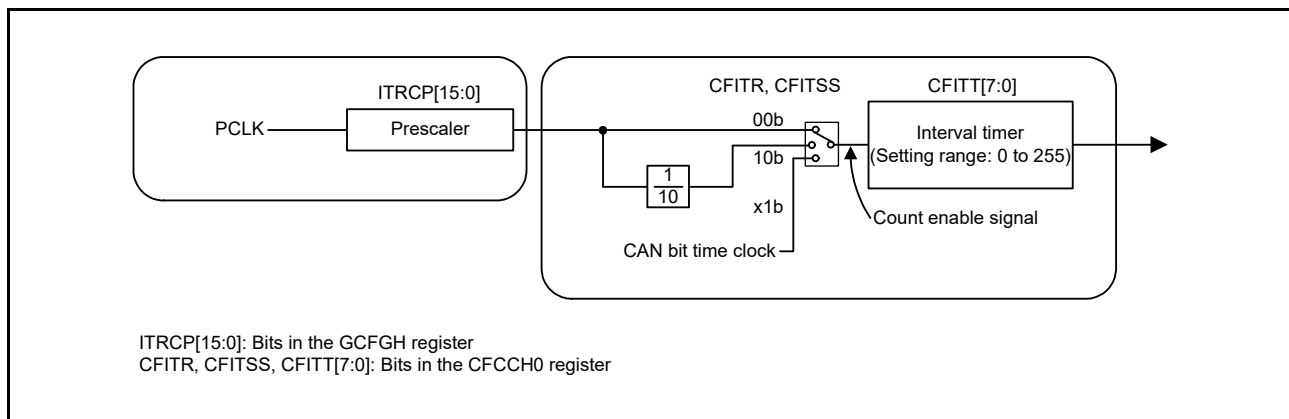 ITRCP[15:0]
PCLK
Prescaler
CFITR, CFITSS
00b
10b
x1b
1
10
CAN bit time clock
CFITT[7:0]
Interval timer
(Setting range: 0 to 255)
Count enable signal
ITRCP[15:0]: Bits in the GCFGH register
CFITR, CFITSS, CFITT[7:0]: Bits in the CFCCH0 register